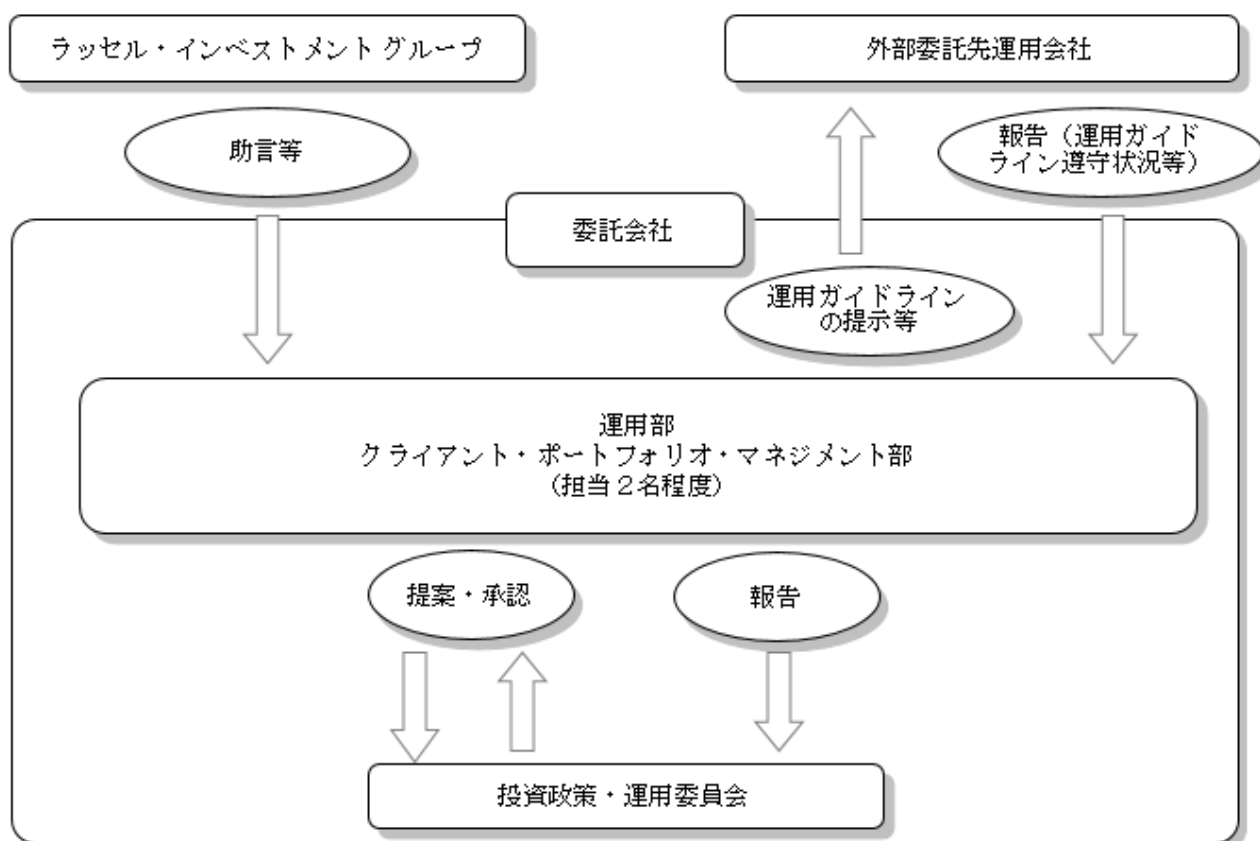 ラッセル・インベストメント グループ
外部委託先運用会社
助言等
報告（運用ガイド
ライン遵守状況等）
委託会社
運用ガイドライン
の提示等
運用部
クライアント・ポートフォリオ・マネジメント部
（担当２名程度）
提案・承認
報告
投資政策・運用委員会